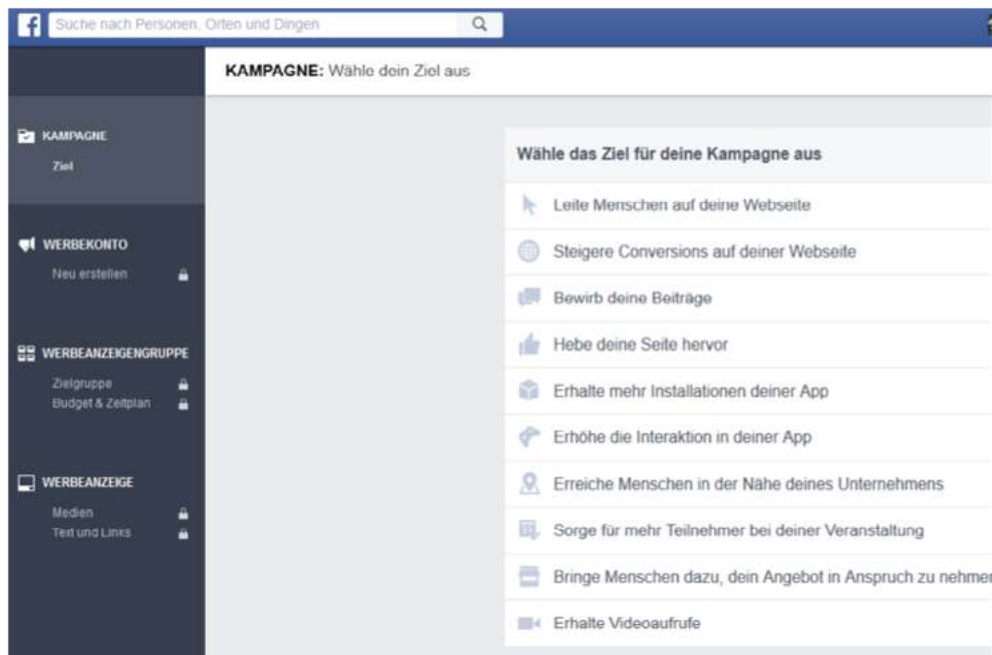 Suche nach Personen, Orten und Dingen
KAMPAGNE: Wähle dein Ziel aus
KAMPAGNE
Ziel
WERBEKONTO
Neu erstellen
WERBEANZEIGENGRUPPE
Zielgruppe
Budget & Zeitplan
WERBEANZEIGE
Medien
Text und Links
Wähle das Ziel für deine Kampagne aus
Leite Menschen auf deine Webseite
Steigere Conversions auf deiner Webseite
Bewirb deine Beiträge
Hebe deine Seite hervor
Erhalte mehr Installationen deiner App
Erhöhe die Interaktion in deiner App
Erreiche Menschen in der Nähe deines Unternehmens
Sorge für mehr Teilnehmer bei deiner Veranstaltung
Bringe Menschen dazu, dein Angebot in Anspruch zu nehmen
Erhalte Videoaufrufe